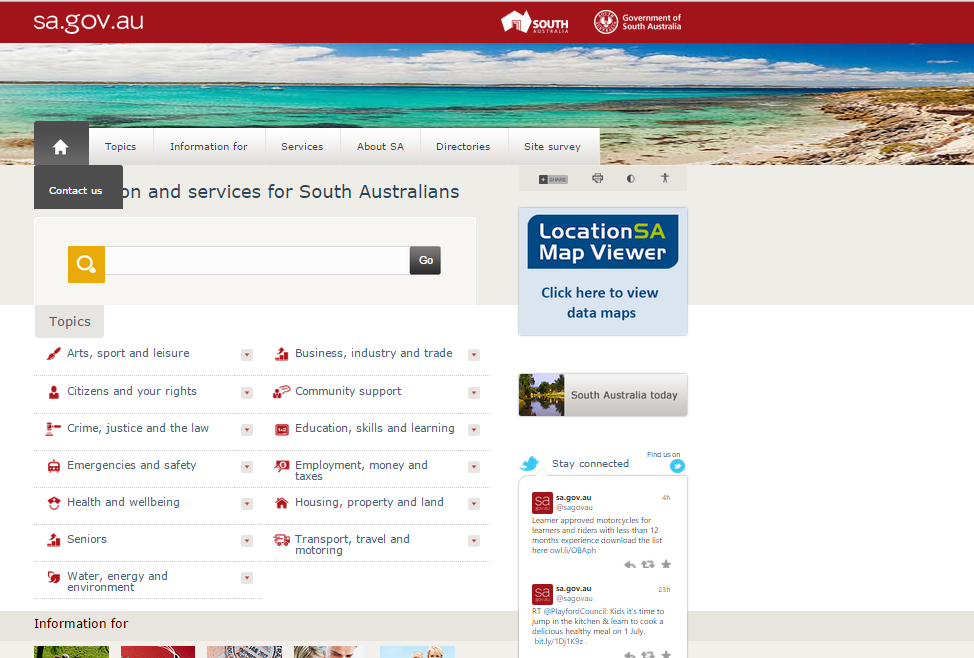 sa.gov.au
SOUTH
AUSTRALIA
Government of
South Australia
Topics
Information for
Services
About SA
Directories
Site survey
Contact us
on and services for South Australians
SHARE
Go
LocationSA
Map Viewer
Click here to view
data maps
Topics
Arts, sport and leisure
Business, industry and trade
Citizens and your rights
Community support
Crime, justice and the law
Education, skills and learning
Emergencies and safety
Employment, money and
taxes
Health and wellbeing
Housing, property and land
Seniors
Transport, travel and
motoring
Water, energy and
environment
South Australia today
Stay connected
Find us on
sa.gov.au
4h
@sagovau
Learner approved motorcycles for
learners and riders with less than 12
months experience download the list
here owl.li/OBAph
sa.gov.au
23h
@sagovau
RT @PlayfordCouncil: Kids it's time to
jump in the kitchen & learn to cook a
delicious healthy meal on 1 July.
bit.ly/1Dj1K9z .
Information for